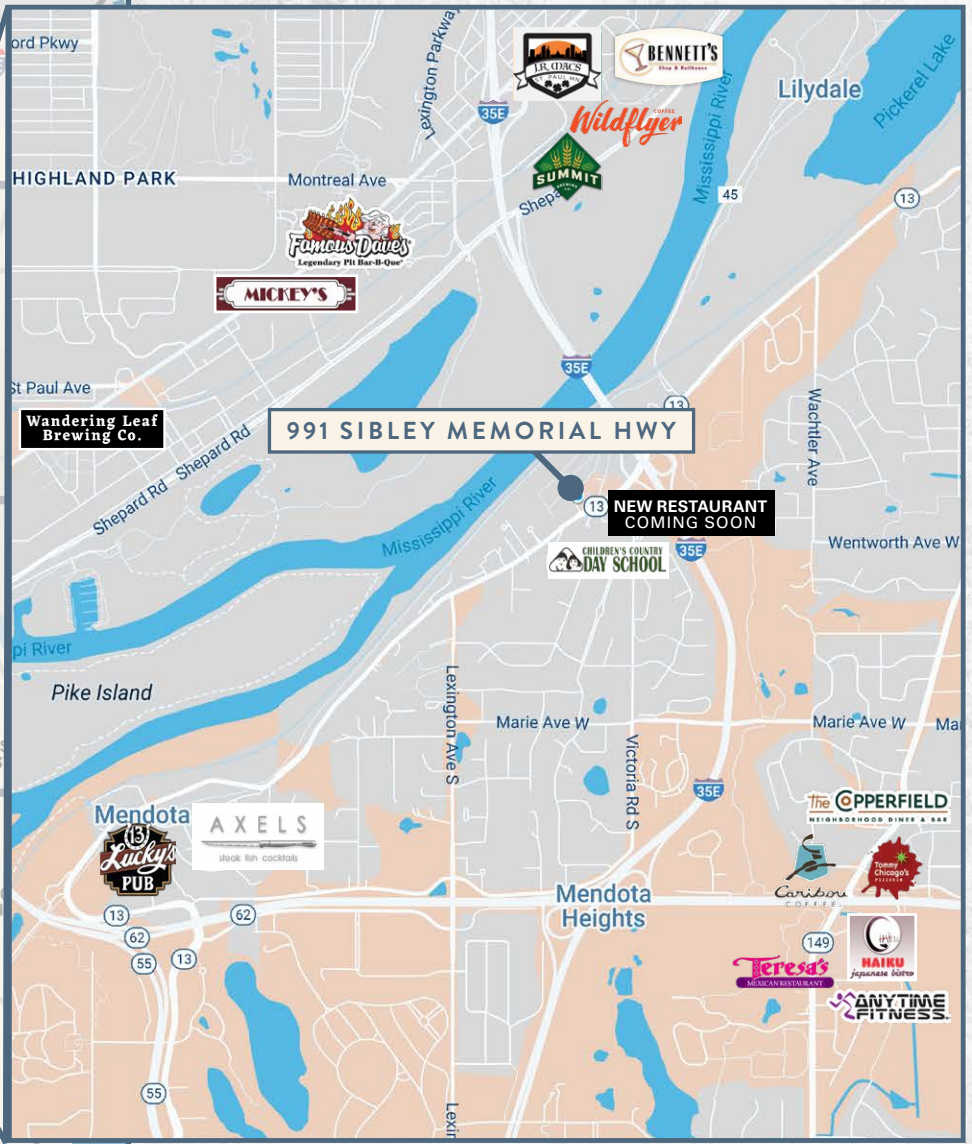 ord Pkwy
Lexington Parkway
35E
J.R. MACS
ST. PAUL MN
BENNETT'S
Chop & Railhouse
Lilydale
Pickerel Lake
COFFEE
Wildflyer
Mississippi River
HIGHLAND PARK
Montreal Ave
SUMMIT
BREWING CO.
Shepa
45
13
Famous Dave's
Legendary Pit Bar-B-Que
MICKEY'S
35E
St Paul Ave
13
Wachtler Ave
Wandering Leaf
Brewing Co.
991 SIBLEY MEMORIAL HWY
Shepard Rd
Shepard Rd
13
NEW RESTAURANT
COMING SOON
Mississippi River
CHILDREN'S COUNTRY
DAY SCHOOL
35E
Wentworth Ave W
pi River
Pike Island
Lexington Ave S
Marie Ave W
Marie Ave W
Mar
Victoria Rd S
35E
Mendota
13
Lucky's
PUB
AXELS
steak fish cocktails
the COPPERFIELD
NEIGHBORHOOD DINER & BAR
Caribou
COFFEE
Tommy
Chicago's
PIZZERIA
Mendota
Heights
13
62
62
55
13
149
HAIKU
japanese bistro
Teresa's
MEXICAN RESTAURANT
ANYTIME
FITNESS
55
Lexin